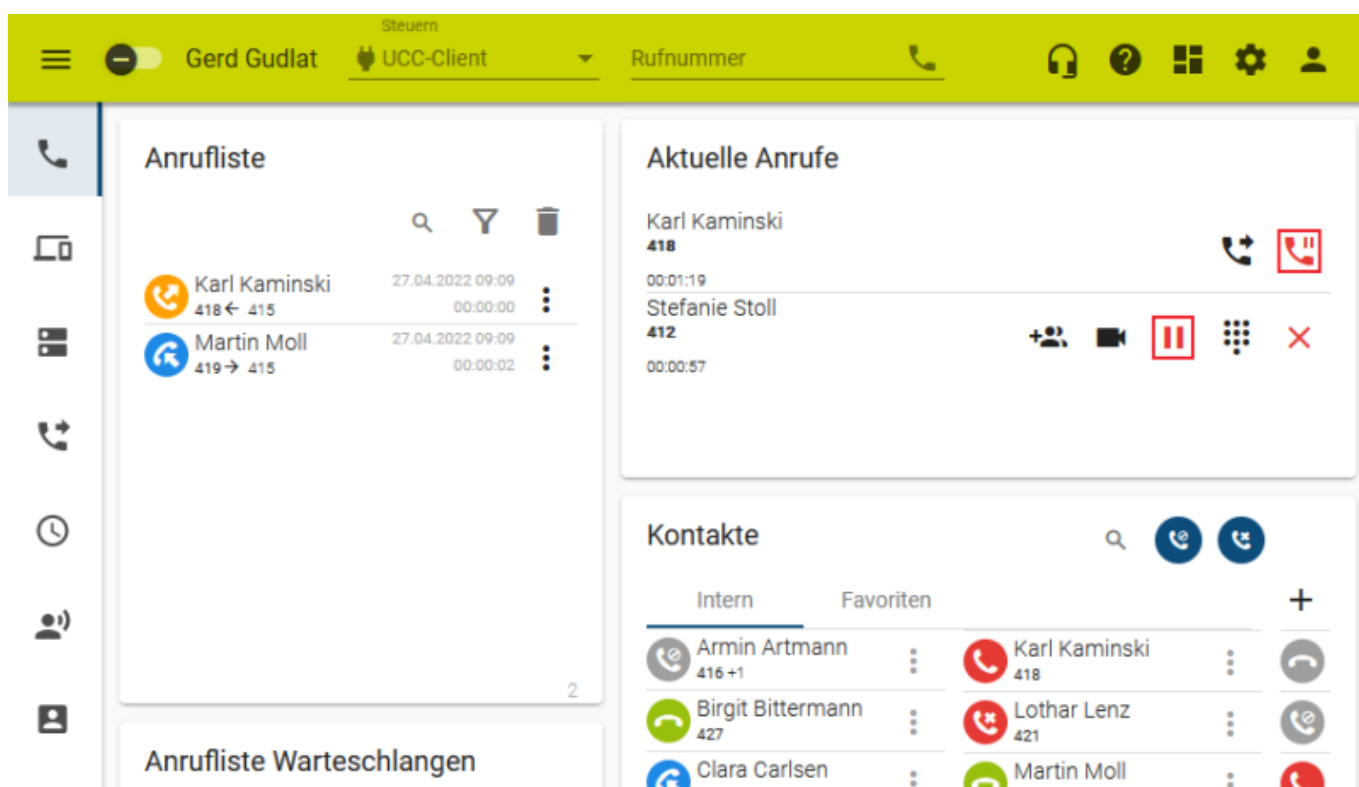 Steuern
Gerd Gudlat
UCC-Client
Rufnummer
Anrufliste
Karl Kaminski
27.04.2022 09:09
418 ← 415
00:00:00
Martin Moll
27.04.2022 09:09
419 → 415
00:00:02
2
Anrufliste Warteschlangen
Aktuelle Anrufe
Karl Kaminski
418
00:01:19
Stefanie Stoll
412
00:00:57
Kontakte
Intern
Favoriten
Armin Artmann
416 +1
Karl Kaminski
418
Birgit Bittermann
427
Lothar Lenz
421
Clara Carlsen
Martin Moll